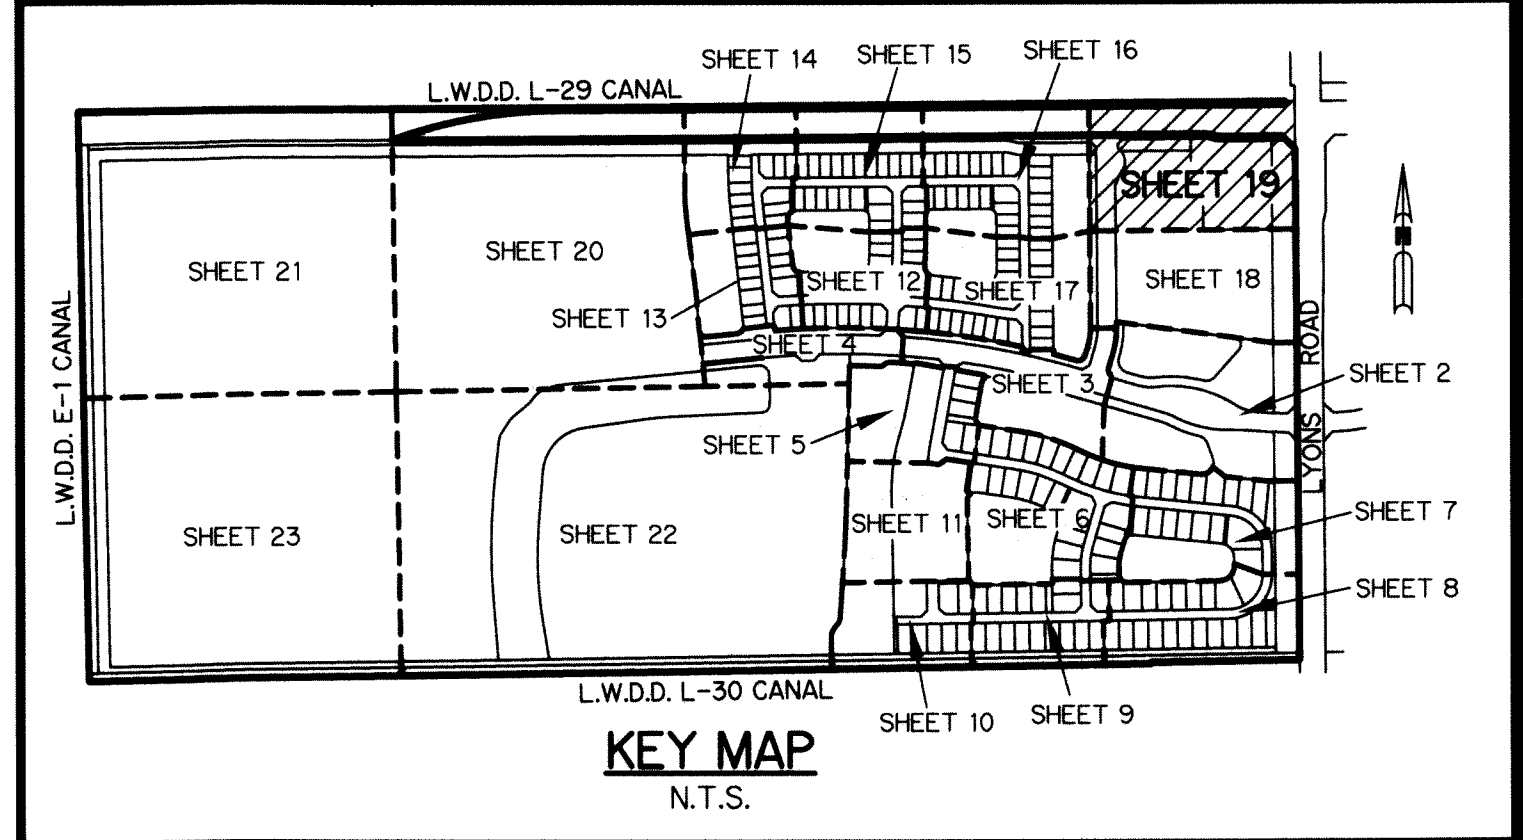 SHEET 14
SHEET 15
SHEET 16
L.W.D.D. L-29 CANAL
SHEET 19
SHEET 21
SHEET 20
SHEET 12
SHEET 17
SHEET 18
SHEET 13
SHEET 4
SHEET 3
SHEET 2
L.W.D.D. E-1 CANAL
LYONS ROAD
SHEET 5
SHEET 23
SHEET 22
SHEET 11
SHEET 6
SHEET 7
SHEET 8
L.W.D.D. L-30 CANAL
SHEET 10
SHEET 9
KEY MAP
N.T.S.